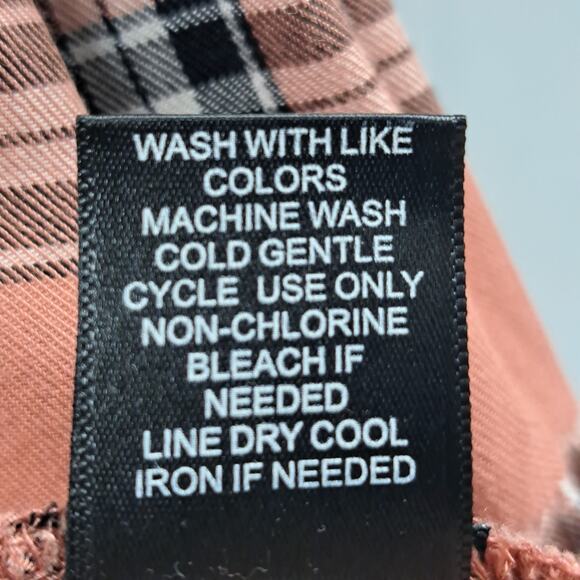 WASH WITH LIKE
COLORS
MACHINE WASH
COLD GENTLE
CYCLE USE ONLY
NON-CHLORINE
BLEACH IF
NEEDED
LINE DRY COOL
IRON IF NEEDED